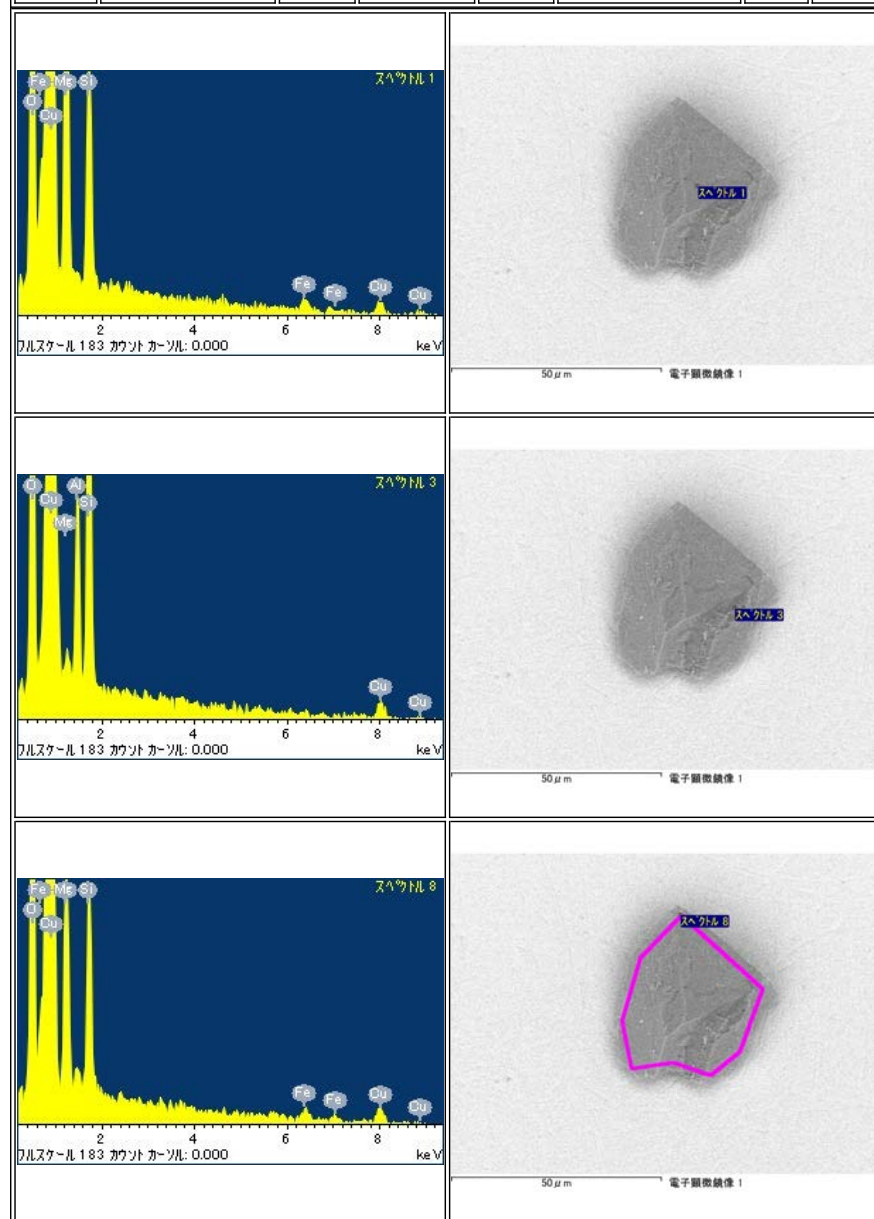 スペクトル 1
Fe Mg Si
O
Cu
Fe Fe Cu Cu
2 4 6 8
フルスケール 183 カウント カーソル: 0.000 keV
スペクトル 1
50μm 電子顕微鏡像 1
スペクトル 3
O Al
Cu Si
Mg
Cu Cu
2 4 6 8
フルスケール 183 カウント カーソル: 0.000 keV
スペクトル 3
50μm 電子顕微鏡像 1
スペクトル 8
Fe Mg Si
O
Cu
Fe Fe Cu Cu
2 4 6 8
フルスケール 183 カウント カーソル: 0.000 keV
スペクトル 8
50μm 電子顕微鏡像 1